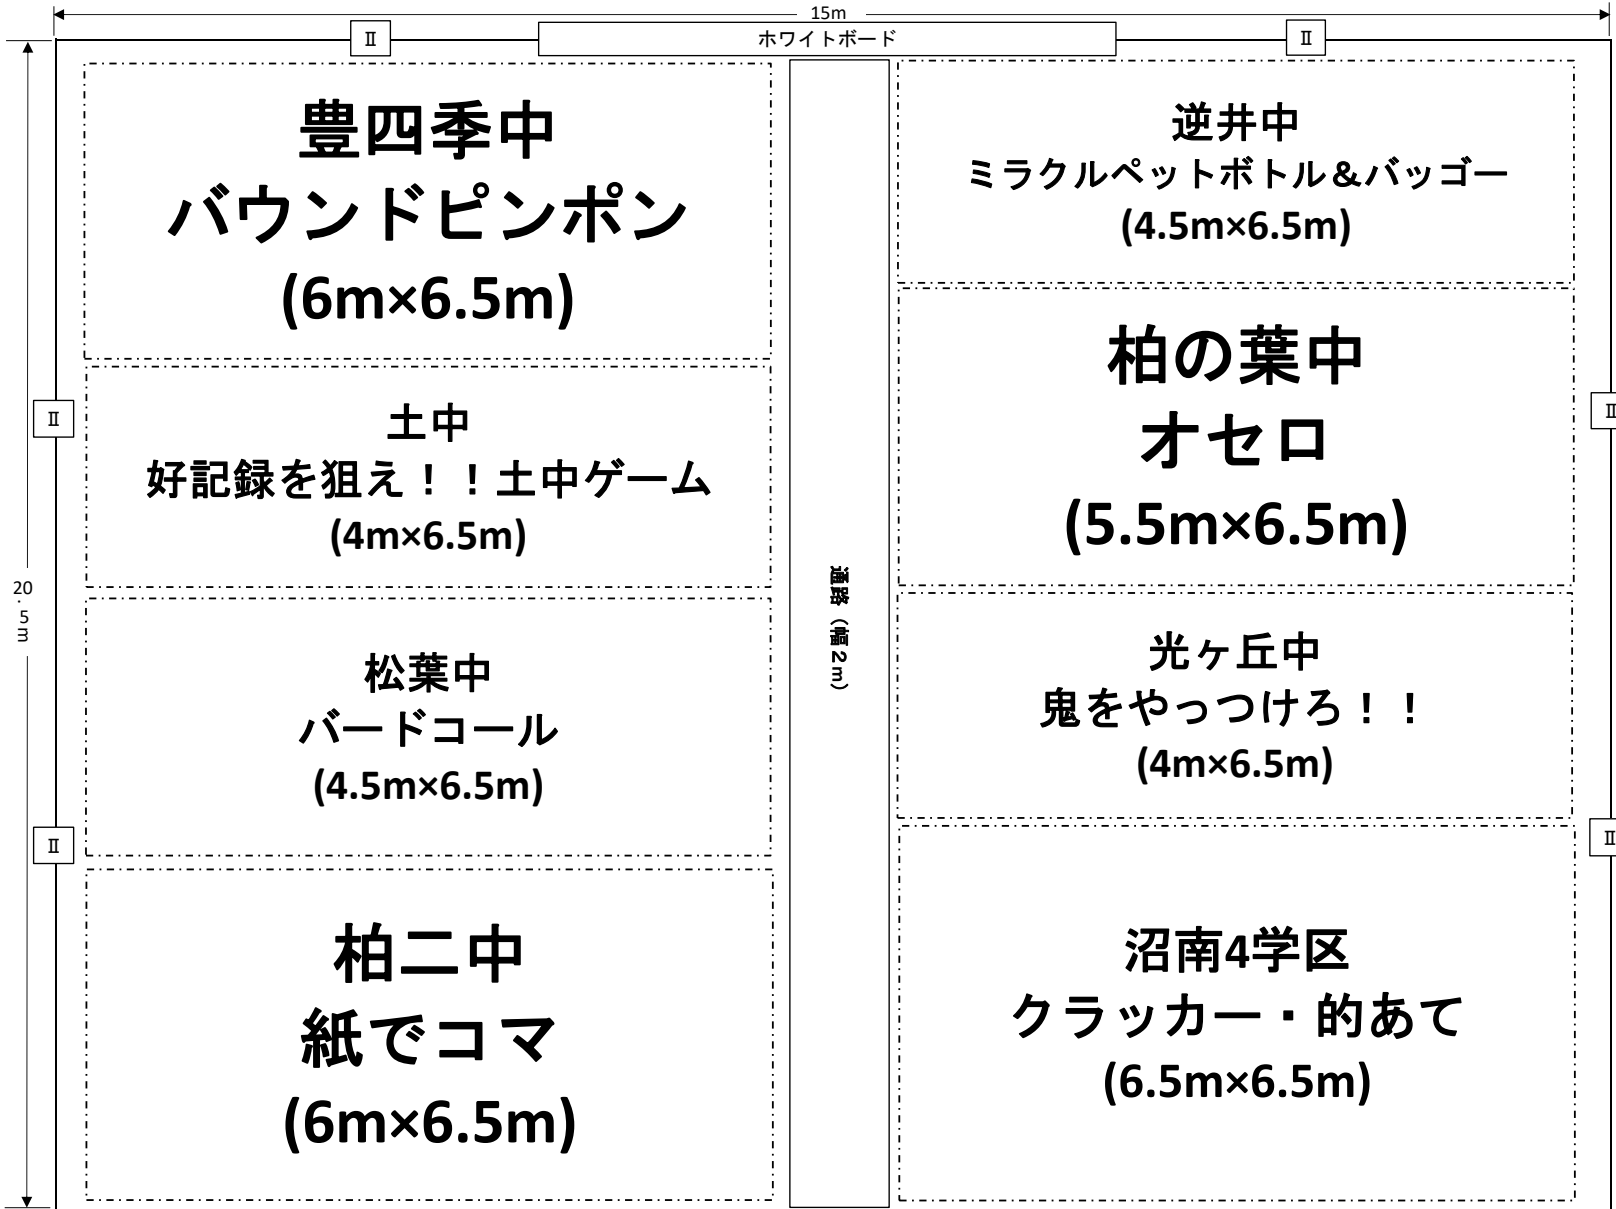 15m
Ⅱ
ホワイトボード
Ⅱ
豊四季中
バウンドピンポン
(6m×6.5m)
逆井中
ミラクルペットボトル＆バッゴー
(4.5m×6.5m)
柏の葉中
オセロ
(5.5m×6.5m)
Ⅱ
土中
好記録を狙え！！土中ゲーム
(4m×6.5m)
Ⅱ
20.5m
通路（幅２ｍ）
松葉中
バードコール
(4.5m×6.5m)
光ヶ丘中
鬼をやっつけろ！！
(4m×6.5m)
Ⅱ
Ⅱ
柏二中
紙でコマ
(6m×6.5m)
沼南4学区
クラッカー・的あて
(6.5m×6.5m)